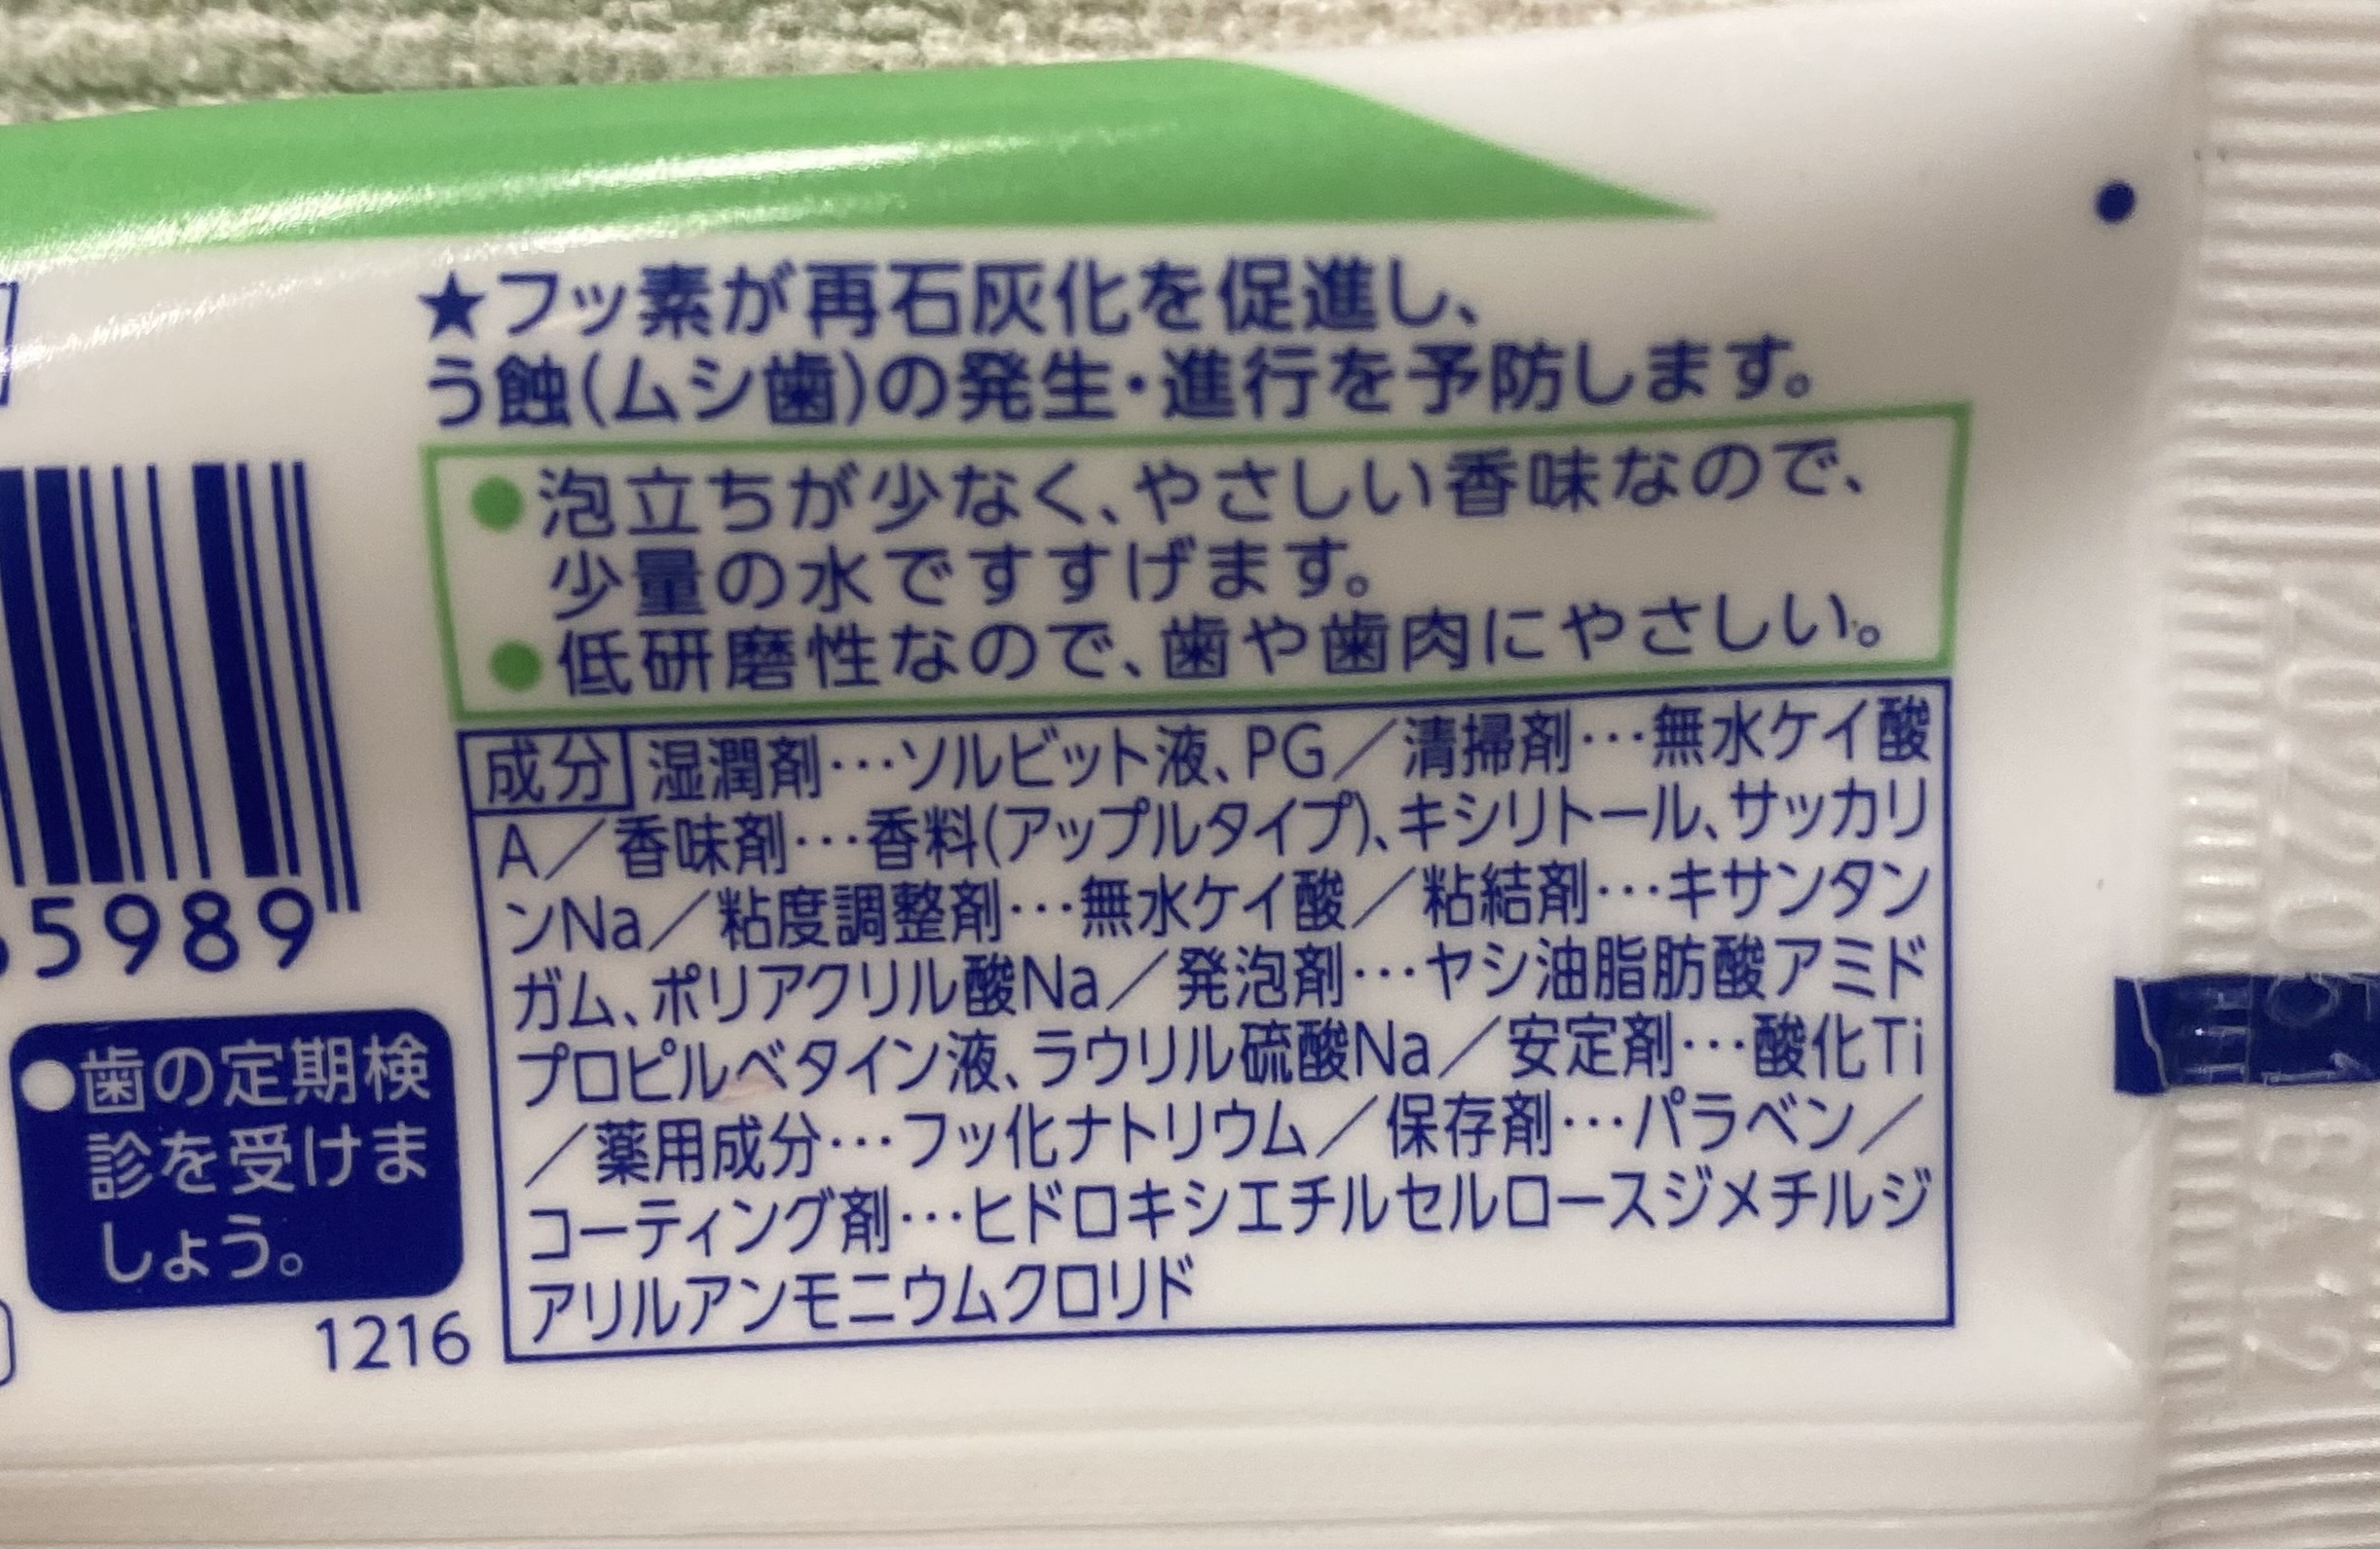 ★フッ素が再石灰化を促進し、
う蝕(ムシ歯)の発生・進行を予防します。
●泡立ちが少なく、やさしい香味なので、
少量の水ですすげます。
●低研磨性なので、歯や歯肉にやさしい。
成分 湿潤剤…ソルビット液、PG／清掃剤…無水ケイ酸
A／香味剤…香料(アップルタイプ)、キシリトール、サッカリ
ンNa／粘度調整剤…無水ケイ酸／粘結剤…キサンタン
ガム、ポリアクリル酸Na／発泡剤…ヤシ油脂肪酸アミド
プロピルベタイン液、ラウリル硫酸Na／安定剤…酸化Ti
／薬用成分…フッ化ナトリウム／保存剤…パラベン／
コーティング剤…ヒドロキシエチルセルロースジメチルジ
アリルアンモニウムクロリド
5989
●歯の定期検
診を受けま
しょう。
1216